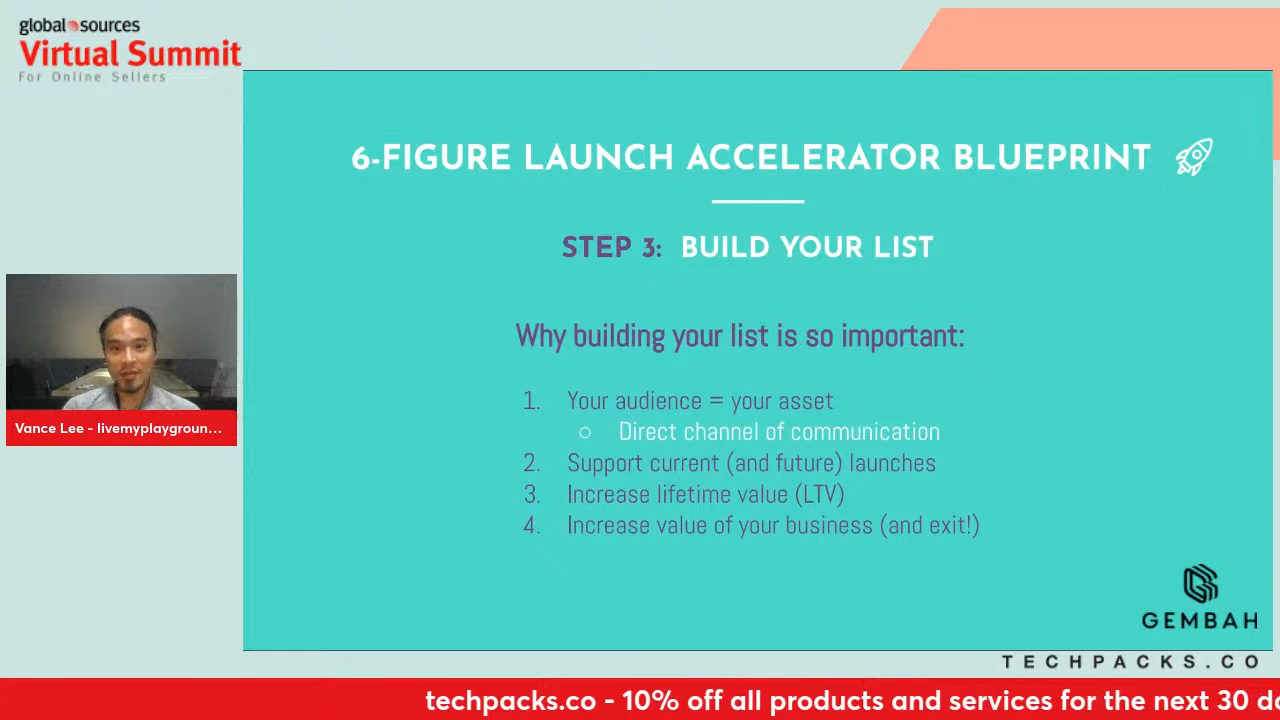 global sources
Virtual Summit
For Online Sellers
6-FIGURE LAUNCH ACCELERATOR BLUEPRINT
STEP 3: BUILD YOUR LIST
Why building your list is so important:
1. Your audience = your asset
○ Direct channel of communication
2. Support current (and future) launches
3. Increase lifetime value (LTV)
4. Increase value of your business (and exit!)
Vance Lee - livemyplaygroun...
GEMBAH
TECHPACKS.CO
techpacks.co - 10% off all products and services for the next 30